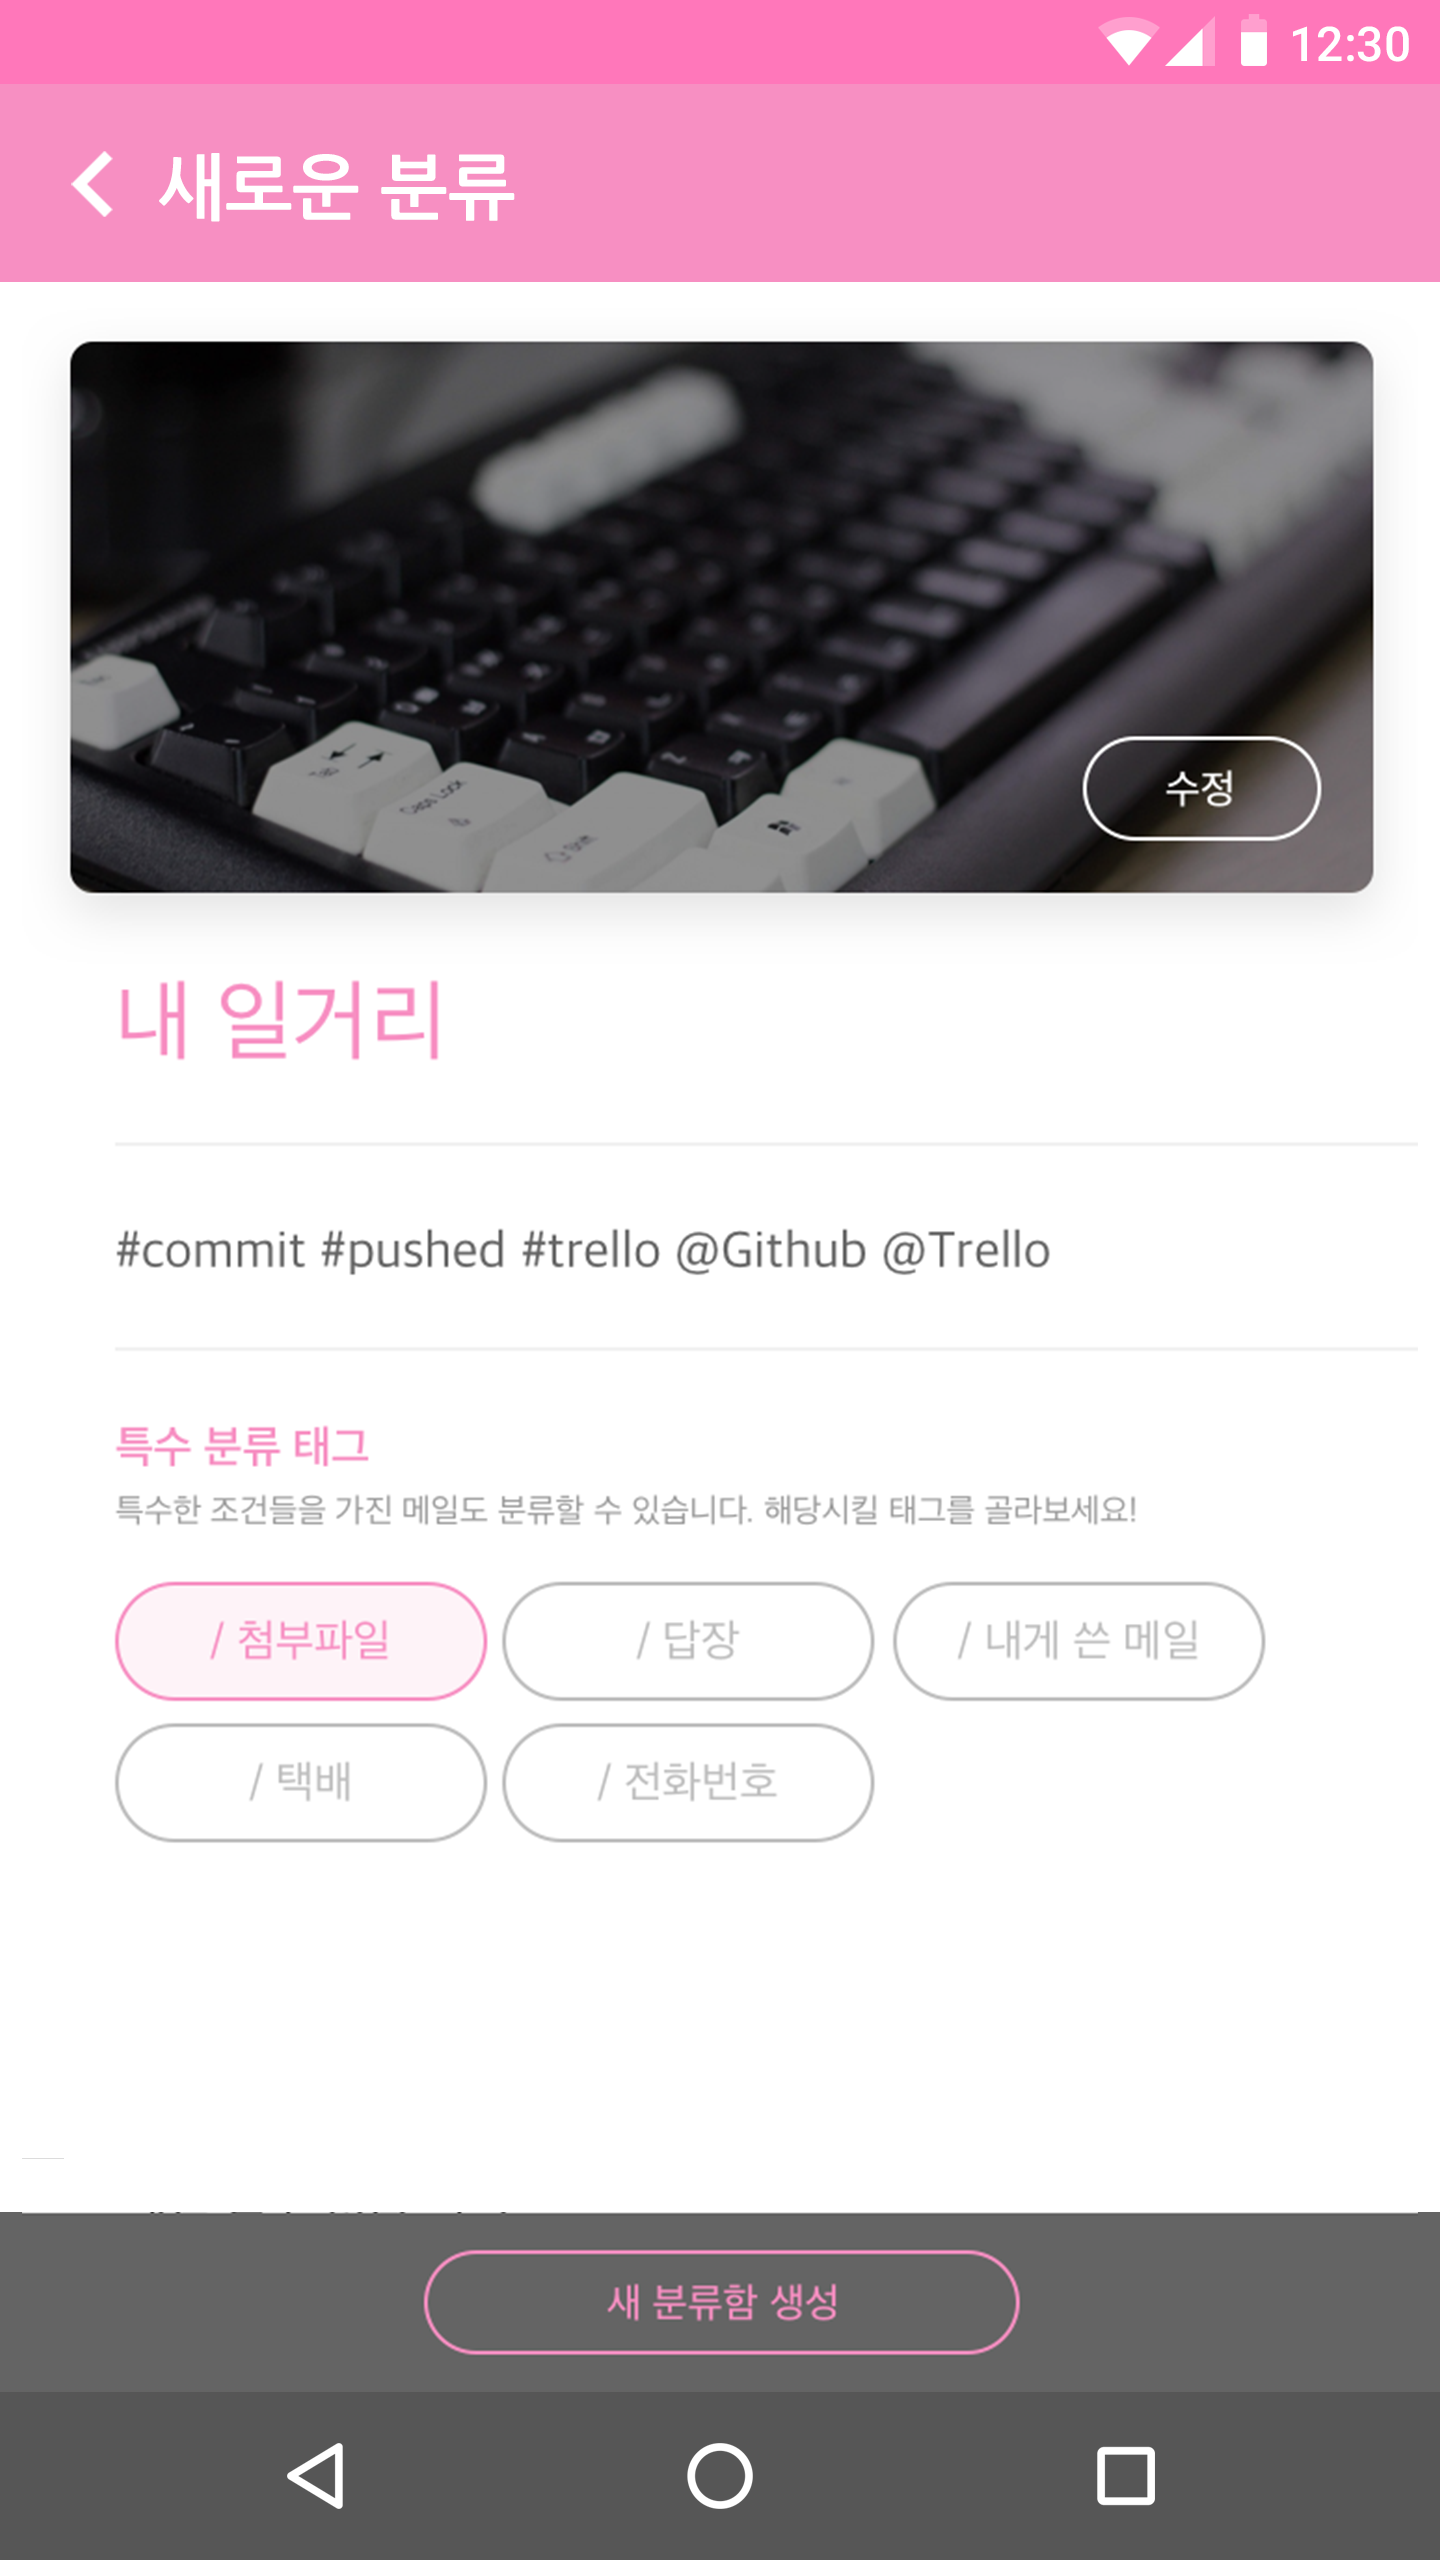 12:30
새로운 분류
Tab
Caps Lock
수정
내 일거리
#commit #pushed #trello @Github @Trello
특수 분류 태그
특수한 조건들을 가진 메일도 분류할 수 있습니다. 해당시킬 태그를 골라보세요!
/ 첨부파일 / 답장 / 내게 쓴 메일
/ 택배 / 전화번호
새 분류함 생성